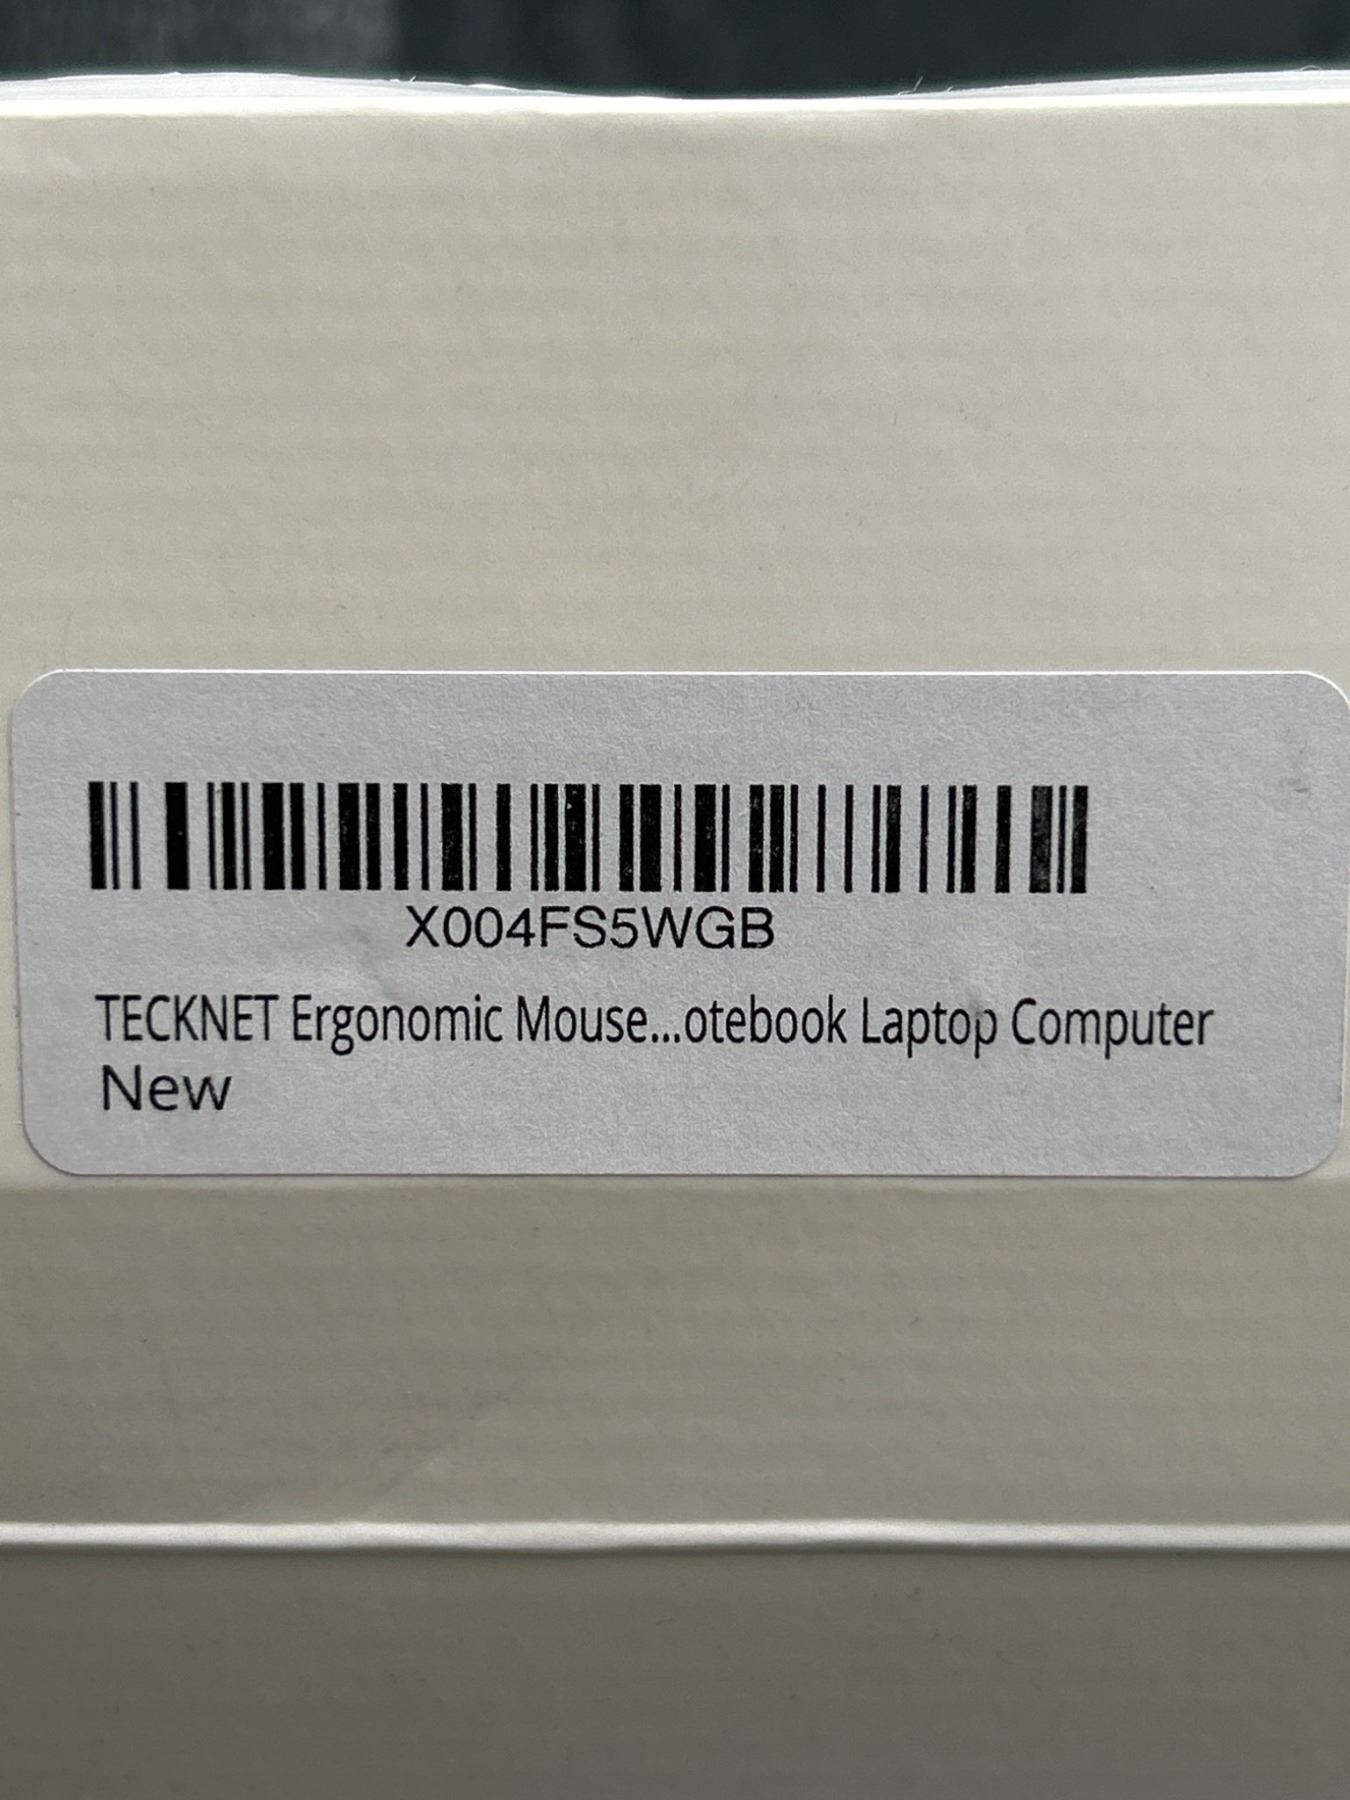 X004FS5WGB
TECKNET Ergonomic Mouse...otebook Laptop Computer
New